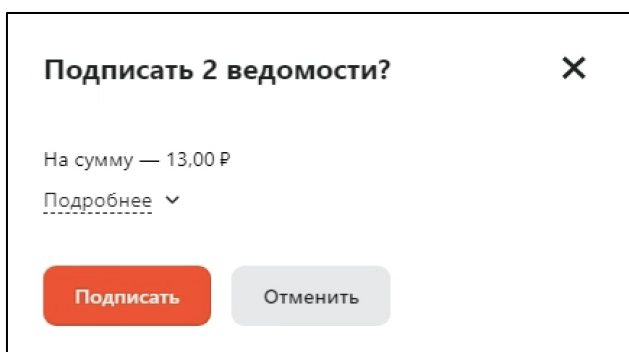 Подписать 2 ведомости?
На сумму — 13,00 ₽
Подробнее
Подписать
Отменить